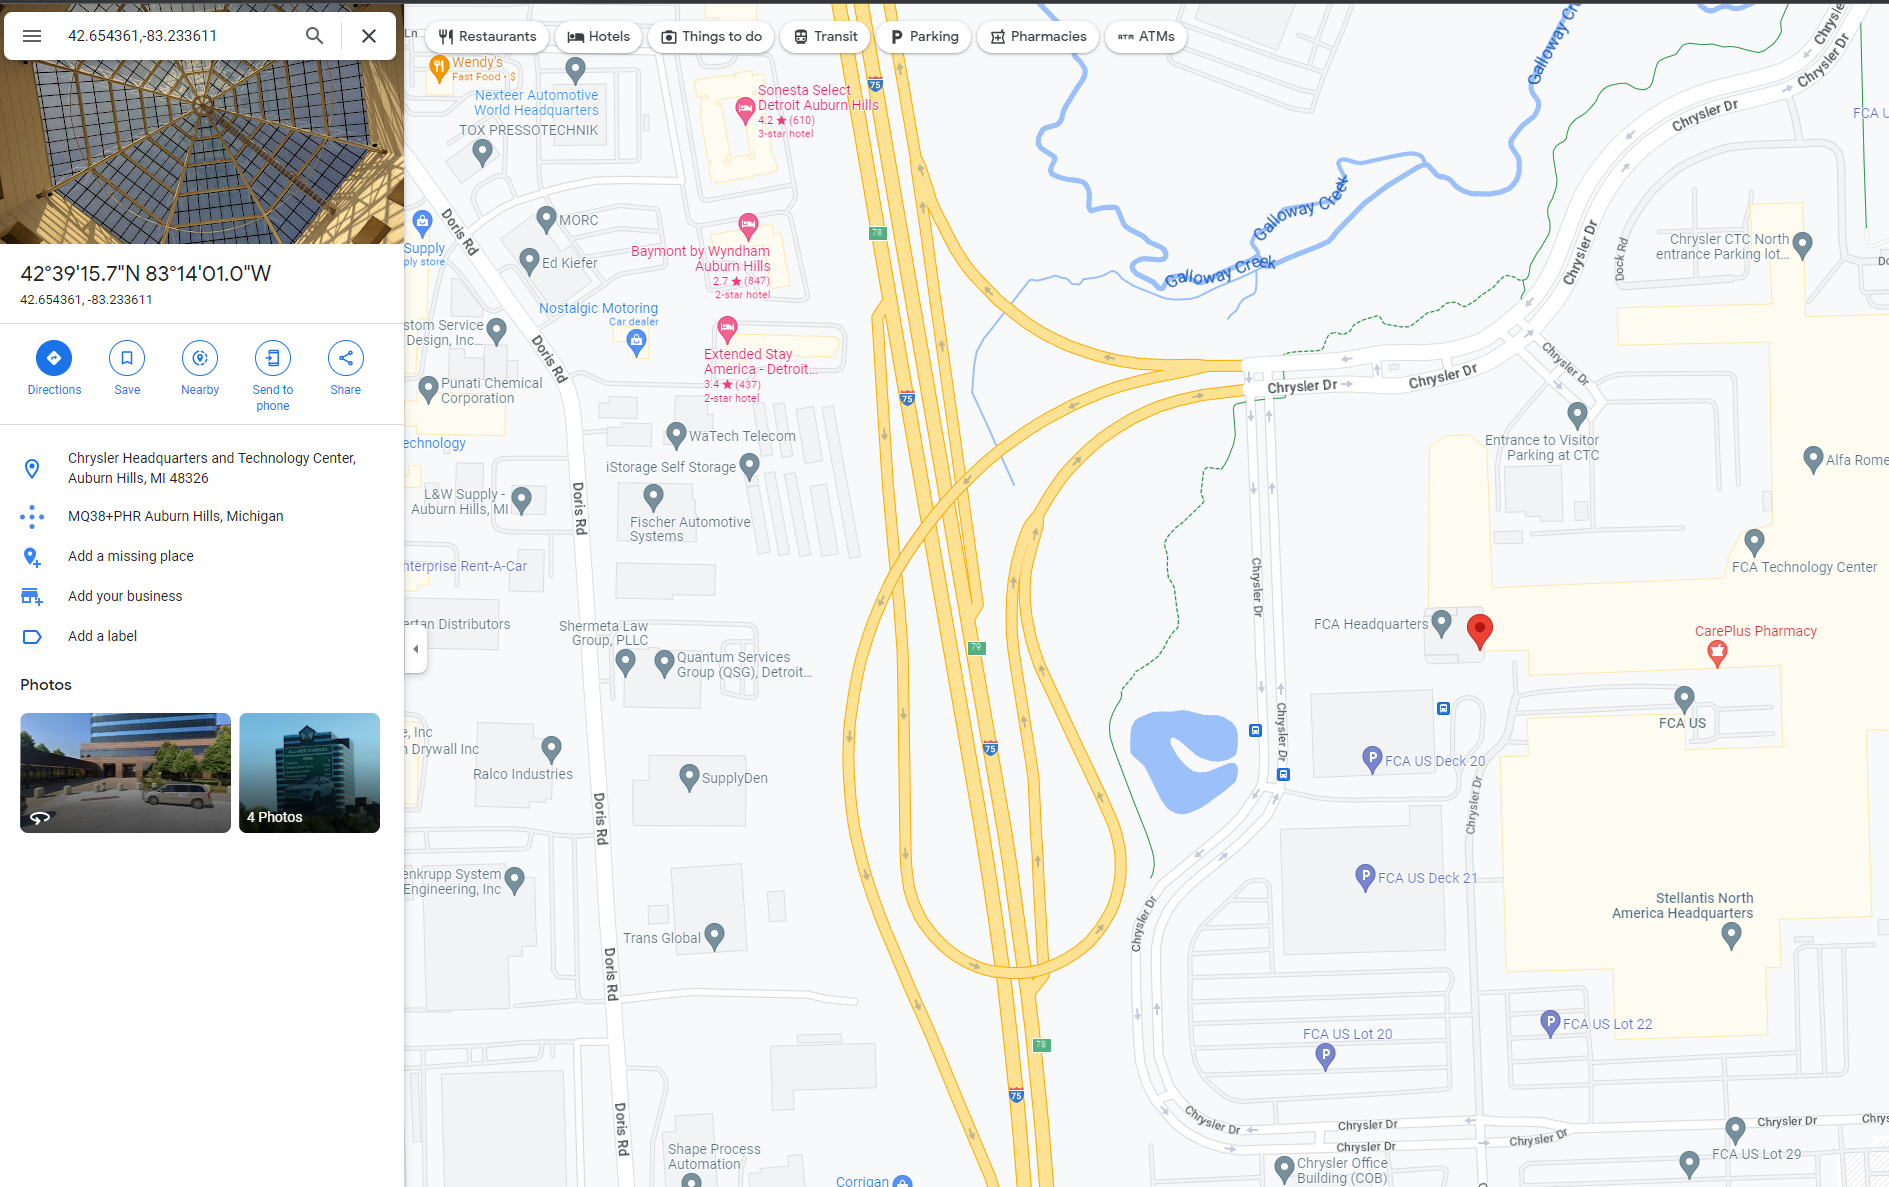 42.654361,-83.233611
Restaurants
Hotels
Things to do
Transit
Parking
Pharmacies
ATM ATMs
42°39'15.7"N 83°14'01.0"W
42.654361, -83.233611
Directions
Save
Nearby
Send to
phone
Share
Chrysler Headquarters and Technology Center,
Auburn Hills, MI 48326
MQ38+PHR Auburn Hills, Michigan
Add a missing place
Add your business
Add a label
Photos
4 Photos
Ln
Wendy's
Fast Food · $
Nexteer Automotive
World Headquarters
TOX PRESSOTECHNIK
Sonesta Select
Detroit Auburn Hills
4.2 ★ (610)
3-star hotel
75
Galloway Cre
Chrysler Dr
Chrysler Dr
Chrysler Dr
FCA U
MORC
Doris Rd
Supply
ply store
Ed Kiefer
Baymont by Wyndham
Auburn Hills
2.7 ★ (847)
2-star hotel
78
Galloway Creek
Galloway Creek
Chrysler Dr
Dock Rd
Chrysler CTC North
entrance Parking lot...
Do
Nostalgic Motoring
Car dealer
stom Service
Design, Inc...
Doris Rd
Extended Stay
America - Detroit...
3.4 ★ (437)
2-star hotel
Punati Chemical
Corporation
75
Chrysler Dr
Chrysler Dr
Chrysler Dr
echnology
WaTech Telecom
iStorage Self Storage
L&W Supply -
Auburn Hills, MI
Doris Rd
Fischer Automotive
Systems
Entrance to Visitor
Parking at CTC
Alfa Rome
nterprise Rent-A-Car
FCA Technology Center
Chrysler Dr
rtan Distributors
Shermeta Law
Group, PLLC
Quantum Services
Group (QSG), Detroit...
79
FCA Headquarters
CarePlus Pharmacy
FCA US
e, Inc
n Drywall Inc
Ralco Industries
75
Chrysler Dr
FCA US Deck 20
SupplyDen
Doris Rd
Chrysler Dr
enkrupp System
Engineering, Inc
FCA US Deck 21
Stellantis North
America Headquarters
Trans Global
Chrysler Dr
Doris Rd
78
FCA US Lot 20
FCA US Lot 22
75
Doris Rd
Chrysler Dr
Chrysler Dr
Chrysler Dr
Chrysler Dr
Chrysler Dr
Chrys
FCA US Lot 29
Shape Process
Automation
Corrigan
Chrysler Office
Building (COB)